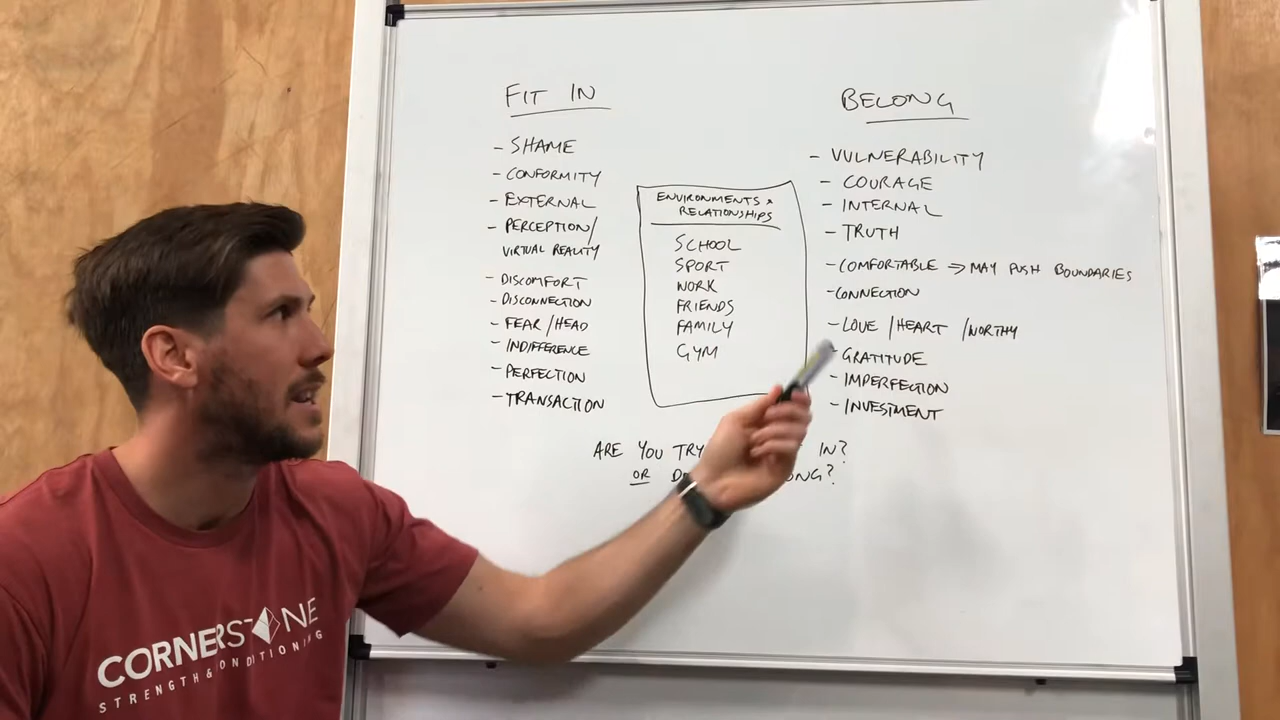 FIT IN
- SHAME
- CONFORMITY
- EXTERNAL
- PERCEPTION/
VIRTUAL REALITY
- DISCOMFORT
- DISCONNECTION
- FEAR/HEAD
- INDIFFERENCE
- PERFECTION
- TRANSACTION
ENVIRONMENTS &
RELATIONSHIPS
SCHOOL
SPORT
WORK
FRIENDS
FAMILY
GYM
BELONG
- VULNERABILITY
- COURAGE
- INTERNAL
- TRUTH
- COMFORTABLE → MAY PUSH BOUNDARIES
- CONNECTION
- LOVE / HEART / WORTHY
- GRATITUDE
- IMPERFECTION
- INVESTMENT
ARE YOU IN?
OR
CORNERSTONE
STRENGTH & CONDITIONING